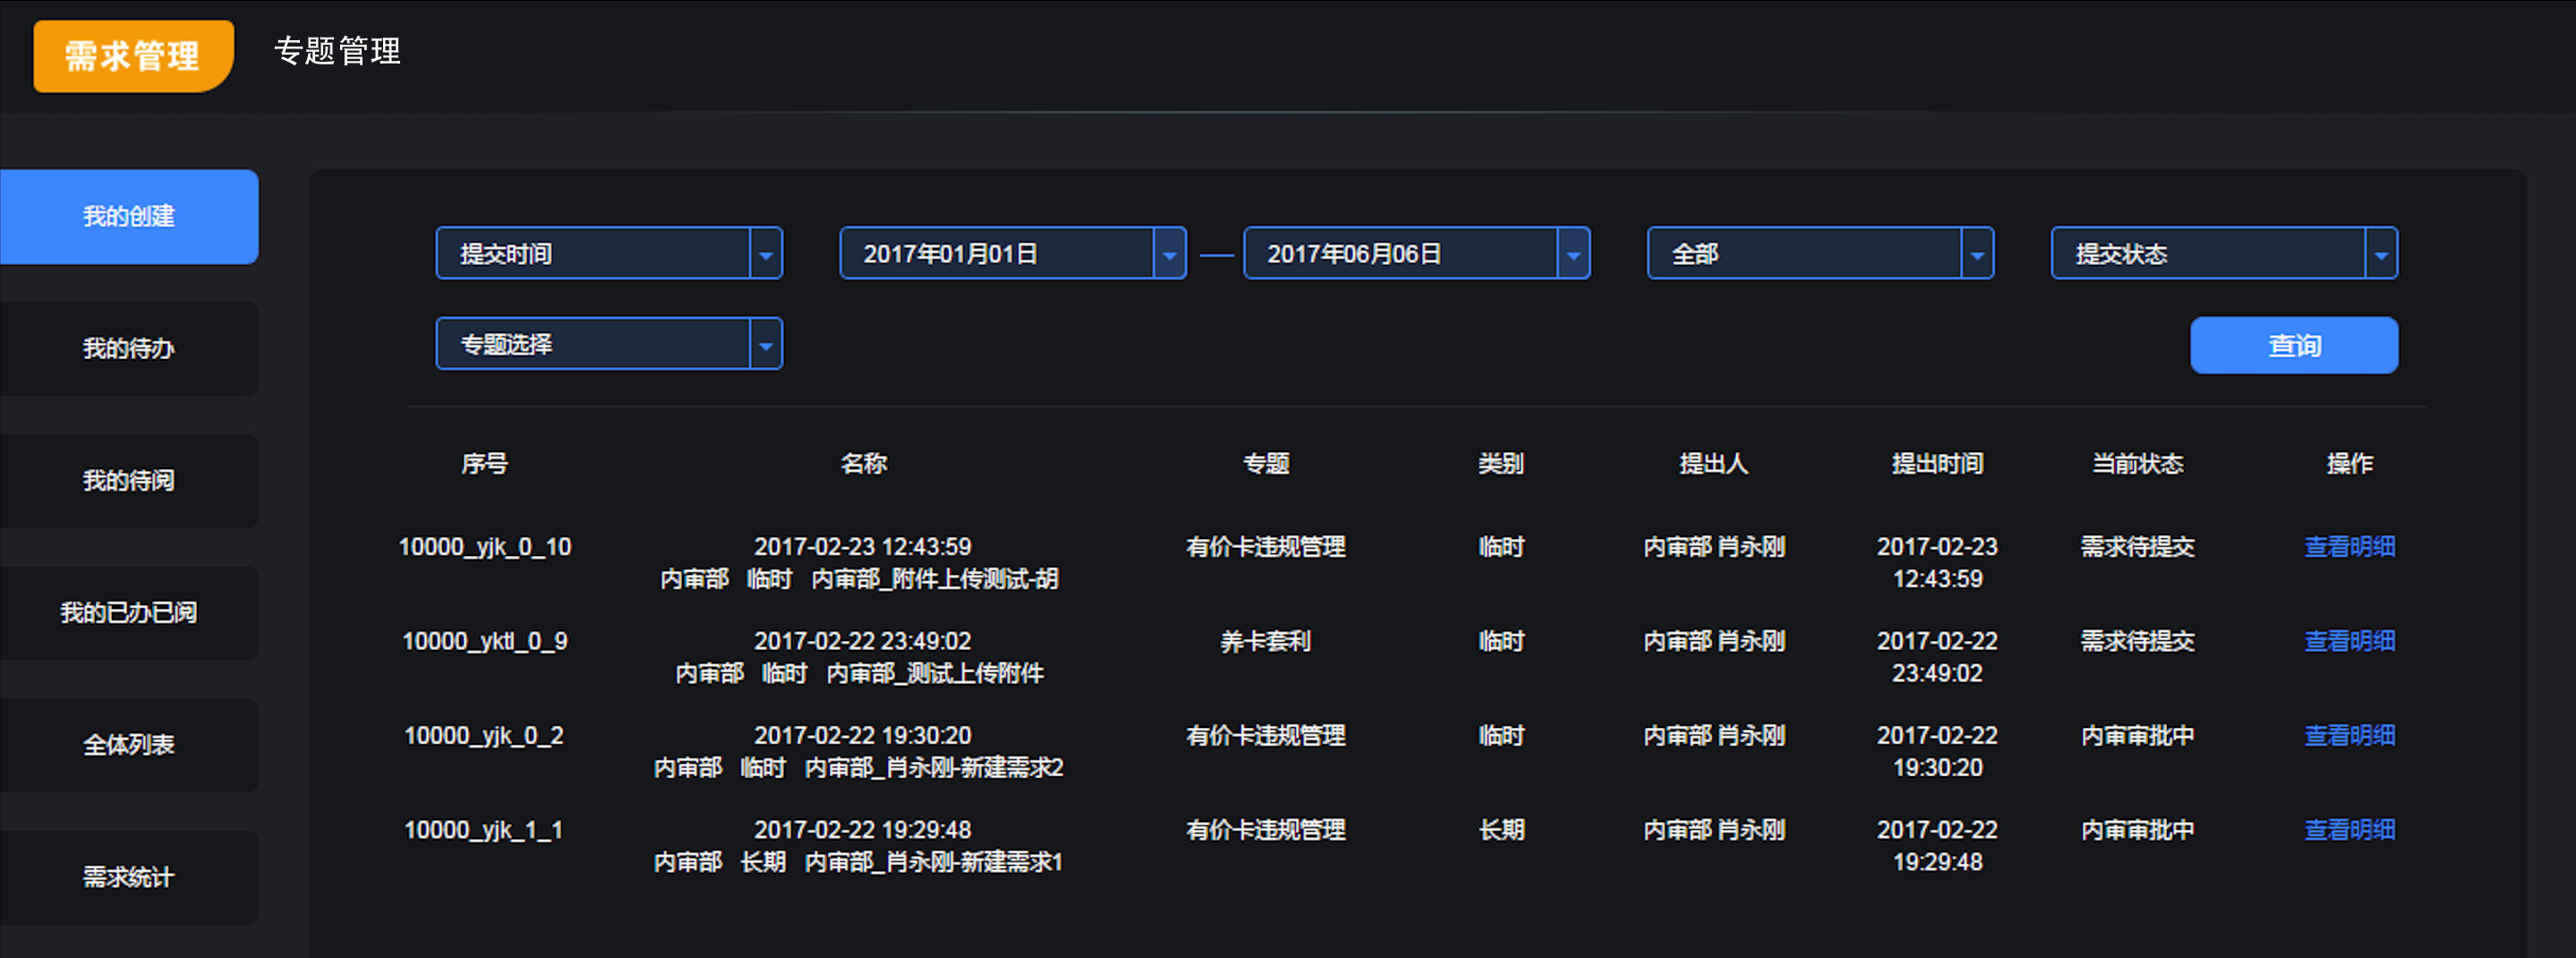 需求管理 专题管理
我的创建
我的待办
我的待阅
我的已办已阅
全体列表
需求统计
提交时间 2017年01月01日 — 2017年06月06日 全部 提交状态
专题选择 查询
序号 名称 专题 类别 提出人 提出时间 当前状态 操作
10000_yjk_0_10 2017-02-23 12:43:59 有价卡违规管理 临时 内审部 肖永刚 2017-02-23 需求待提交 查看明细
内审部 临时 内审部_附件上传测试-胡 12:43:59
10000_yktl_0_9 2017-02-22 23:49:02 养卡套利 临时 内审部 肖永刚 2017-02-22 需求待提交 查看明细
内审部 临时 内审部_测试上传附件 23:49:02
10000_yjk_0_2 2017-02-22 19:30:20 有价卡违规管理 临时 内审部 肖永刚 2017-02-22 内审审批中 查看明细
内审部 临时 内审部_肖永刚-新建需求2 19:30:20
10000_yjk_1_1 2017-02-22 19:29:48 有价卡违规管理 长期 内审部 肖永刚 2017-02-22 内审审批中 查看明细
内审部 长期 内审部_肖永刚-新建需求1 19:29:48